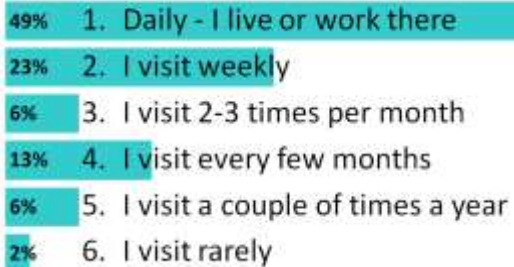 49% 1. Daily - I live or work there
23% 2. I visit weekly
6% 3. I visit 2-3 times per month
13% 4. I visit every few months
6% 5. I visit a couple of times a year
2% 6. I visit rarely